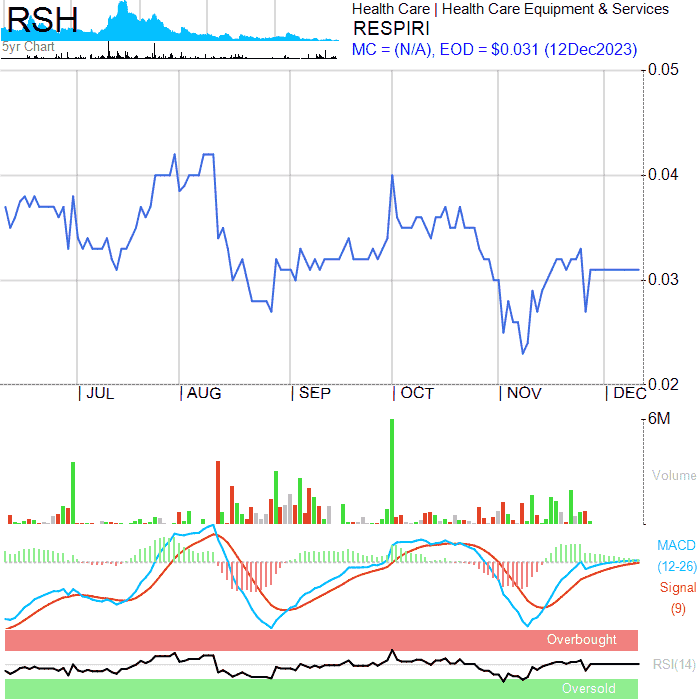 RSH
5yr Chart
Health Care | Health Care Equipment & Services
RESPIRI
MC = (N/A), EOD = $0.031 (12Dec2023)
0.05
0.04
0.03
0.02
| JUL | AUG | SEP | OCT | NOV | DEC
6M
Volume
MACD
(12-26)
Signal
(9)
Overbought
RSI(14)
Oversold